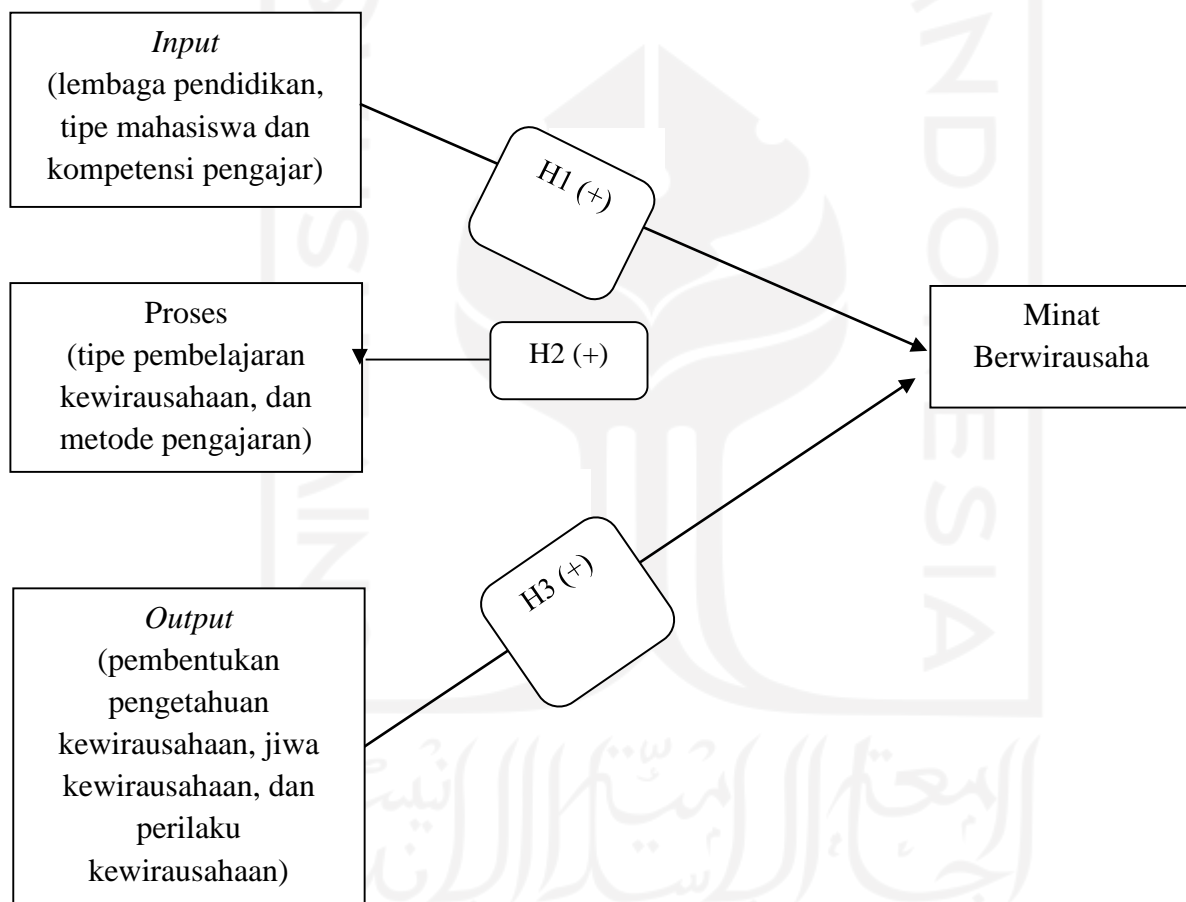 Input
(lembaga pendidikan,
tipe mahasiswa dan
kompetensi pengajar)
H1 (+)
Proses
(tipe pembelajaran
kewirausahaan, dan
metode pengajaran)
H2 (+)
Minat
Berwirausaha
H3 (+)
Output
(pembentukan
pengetahuan
kewirausahaan, jiwa
kewirausahaan, dan
perilaku
kewirausahaan)